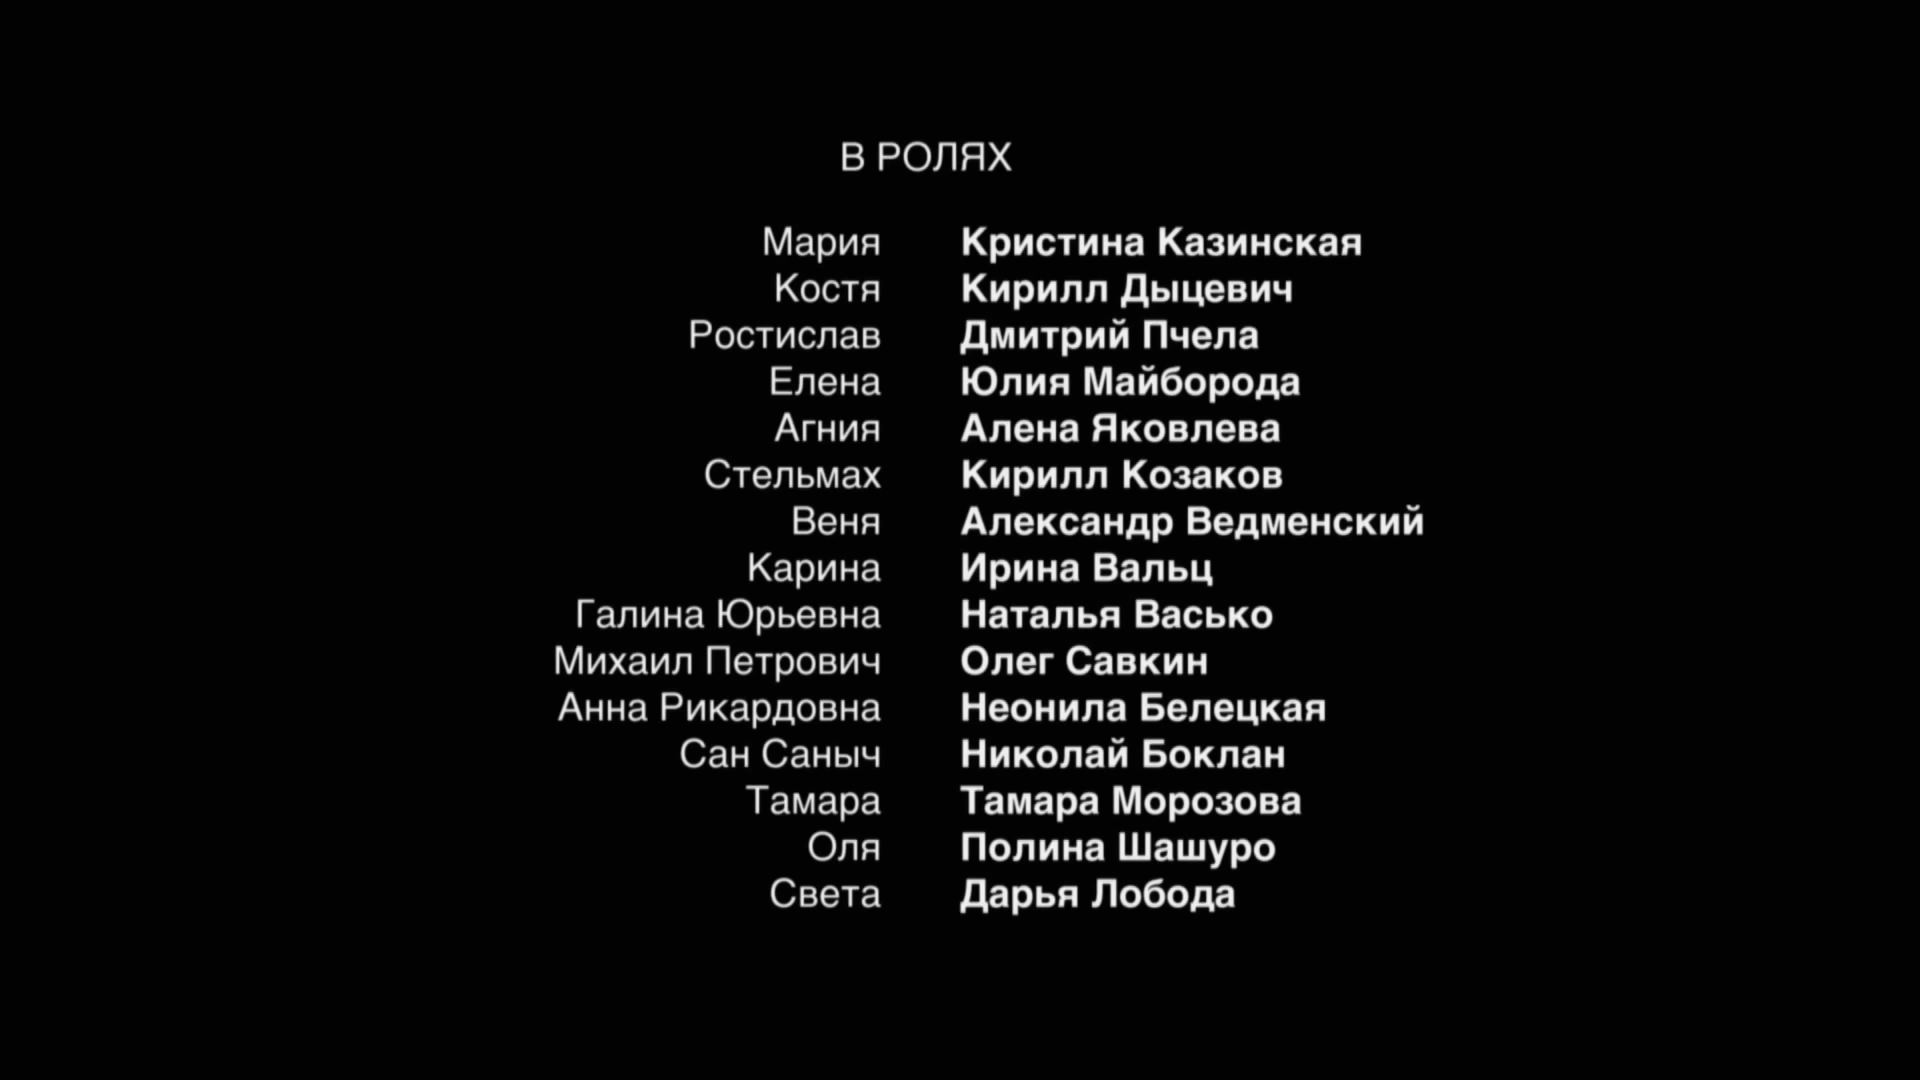 В РОЛЯХ
Мария Кристина Казинская
Костя Кирилл Дыцевич
Ростислав Дмитрий Пчела
Елена Юлия Майборода
Агния Алена Яковлева
Стельмах Кирилл Козаков
Веня Александр Ведменский
Карина Ирина Вальц
Галина Юрьевна Наталья Васько
Михаил Петрович Олег Савкин
Анна Рикардовна Неонила Белецкая
Сан Саныч Николай Боклан
Тамара Тамара Морозова
Оля Полина Шашуро
Света Дарья Лобода